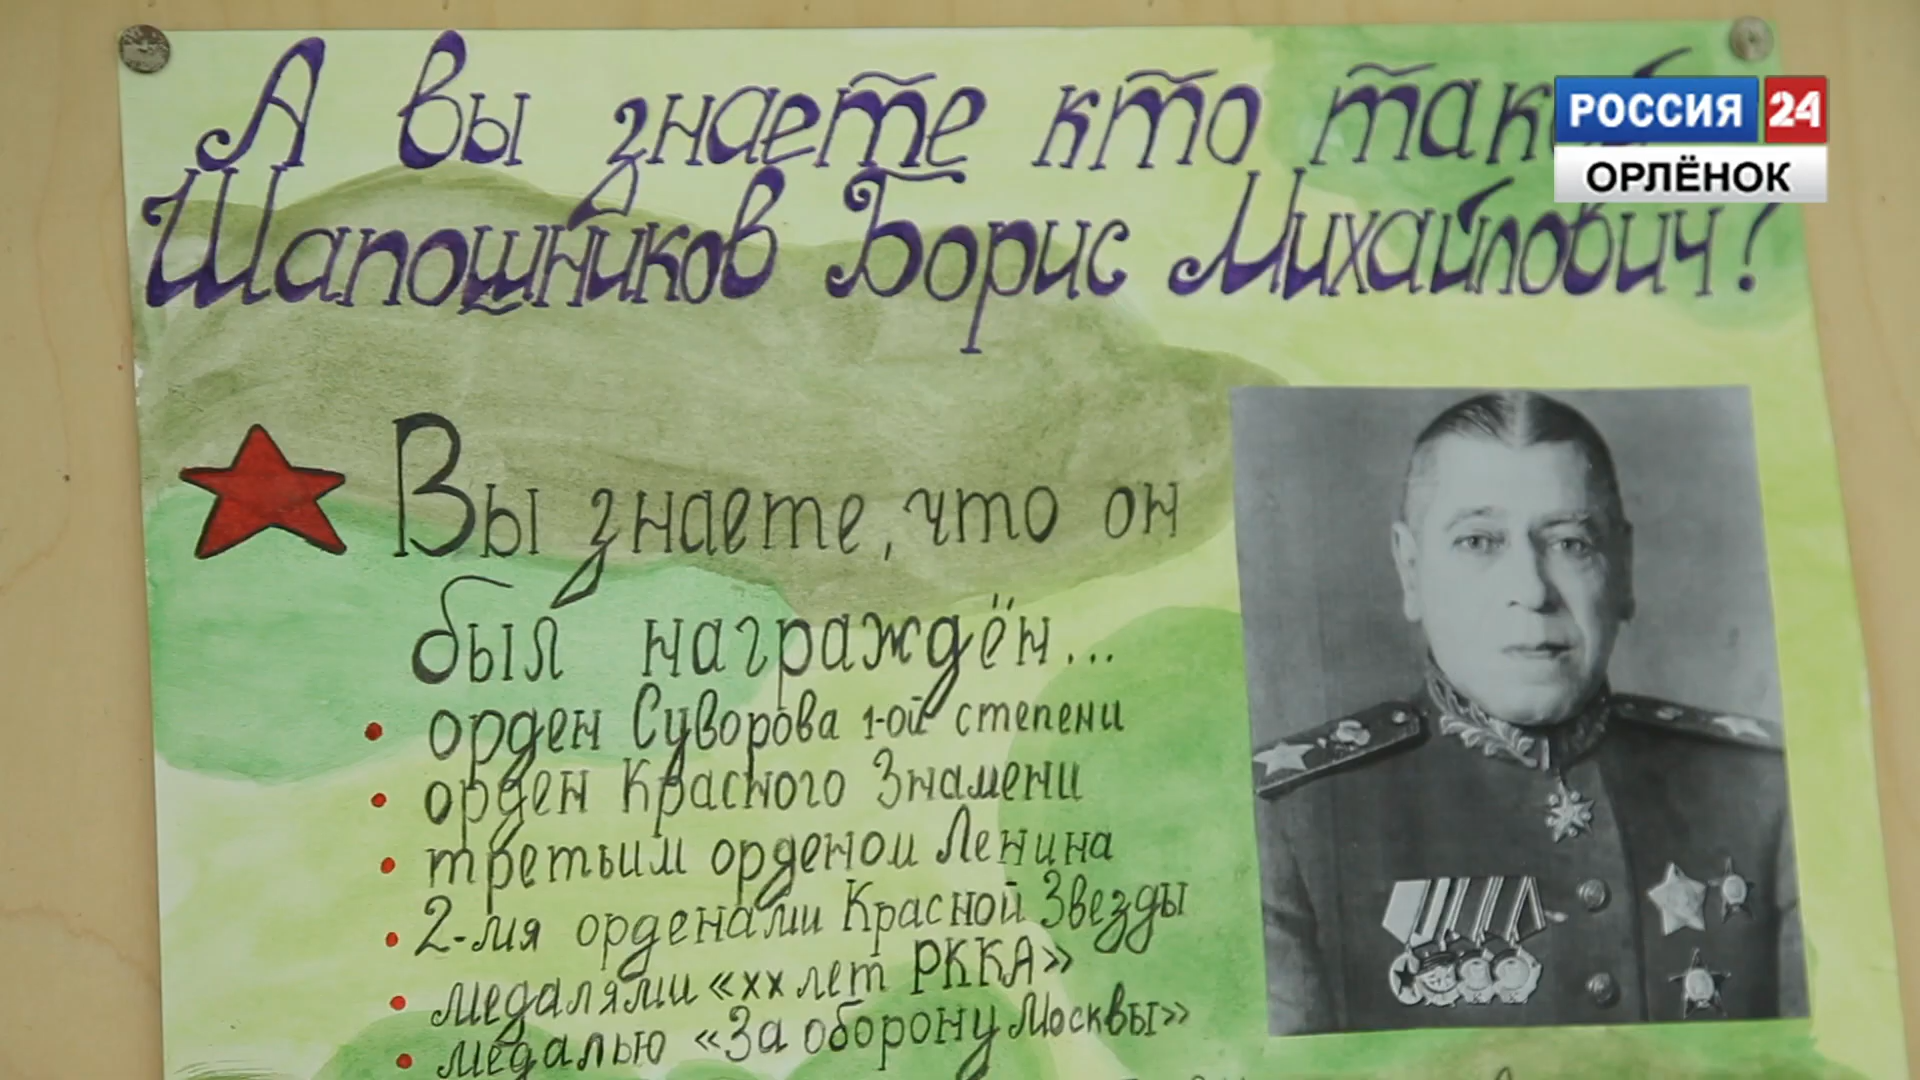 А вы знаете кто такой
Шапошников Борис Михайлович?
РОССИЯ 24
ОРЛЁНОК
Вы знаете, что он
был награждён...
• орден Суворова 1-ой степени
• орден Красного Знамени
• третьим орденом Ленина
• 2-мя орденами Красной Звезды
• медалями «XX лет РККА»
• медалью «За оборону Москвы»